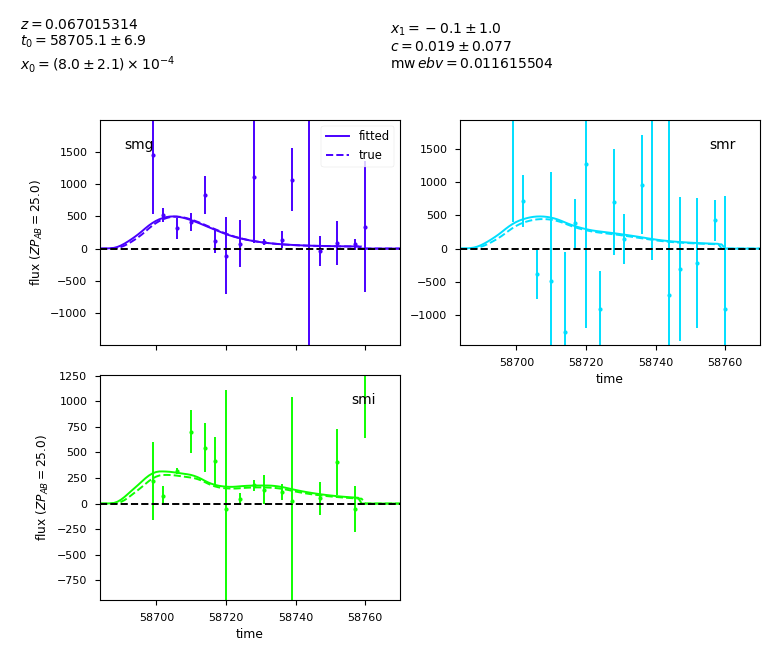 z = 0.067015314
t₀ = 58705.1 ± 6.9
x₀ = (8.0 ± 2.1) × 10⁻⁴
x₁ = −0.1 ± 1.0
c = 0.019 ± 0.077
mw ebv = 0.011615504
smg
fitted
true
1500
1000
500
0
−500
−1000
flux (ZP_AB = 25.0)
smr
1500
1000
500
0
−500
−1000
58700 58720 58740 58760
time
smi
1250
1000
750
500
250
0
−250
−500
−750
flux (ZP_AB = 25.0)
58700 58720 58740 58760
time